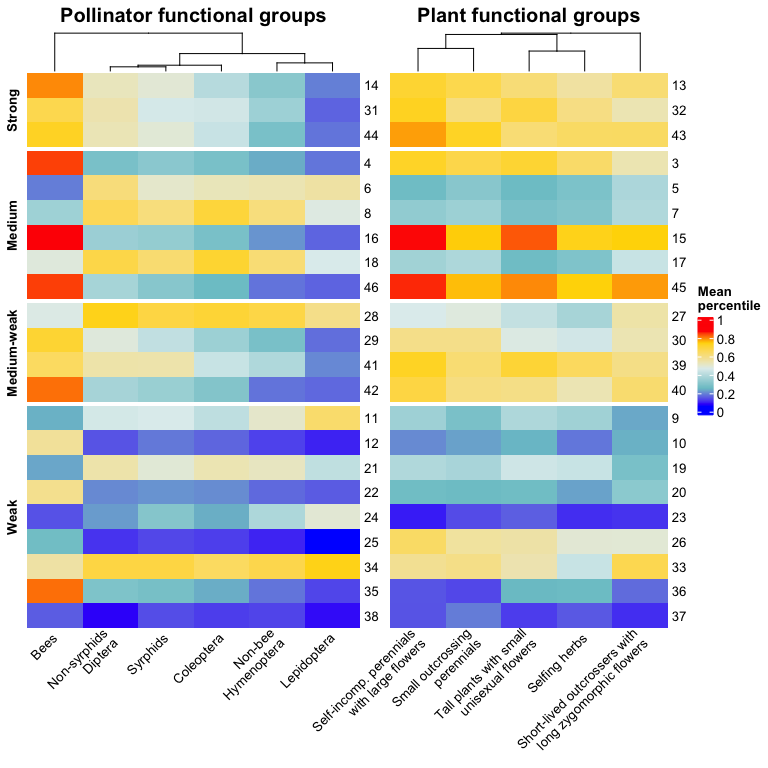 Pollinator functional groups
Plant functional groups
Strong
14
31
44
13
32
43
Medium
4
6
8
16
18
46
3
5
7
15
17
45
Medium-weak
28
29
41
42
27
30
39
40
Weak
11
12
21
22
24
25
34
35
38
9
10
19
20
23
26
33
36
37
Mean
percentile
1
0.8
0.6
0.4
0.2
0
Bees
Non-syrphids
Diptera
Syrphids
Coleoptera
Non-bee
Hymenoptera
Lepidoptera
Self-incomp. perennials
with large flowers
Small outcrossing
perennials
Tall plants with small
unisexual flowers
Selfing herbs
Short-lived outcrossers with
long zygomorphic flowers